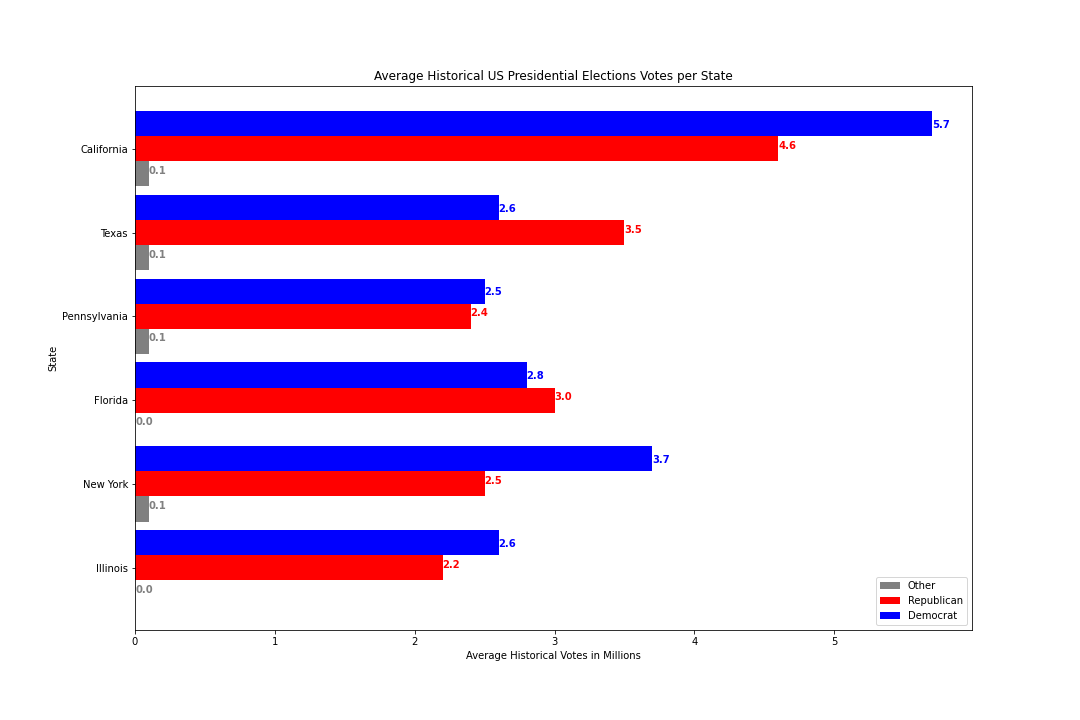 Average Historical US Presidential Elections Votes per State
State
California
5.7
4.6
0.1
Texas
2.6
3.5
0.1
Pennsylvania
2.5
2.4
0.1
Florida
2.8
3.0
0.0
New York
3.7
2.5
0.1
Illinois
2.6
2.2
0.0
Other
Republican
Democrat
0 1 2 3 4 5
Average Historical Votes in Millions